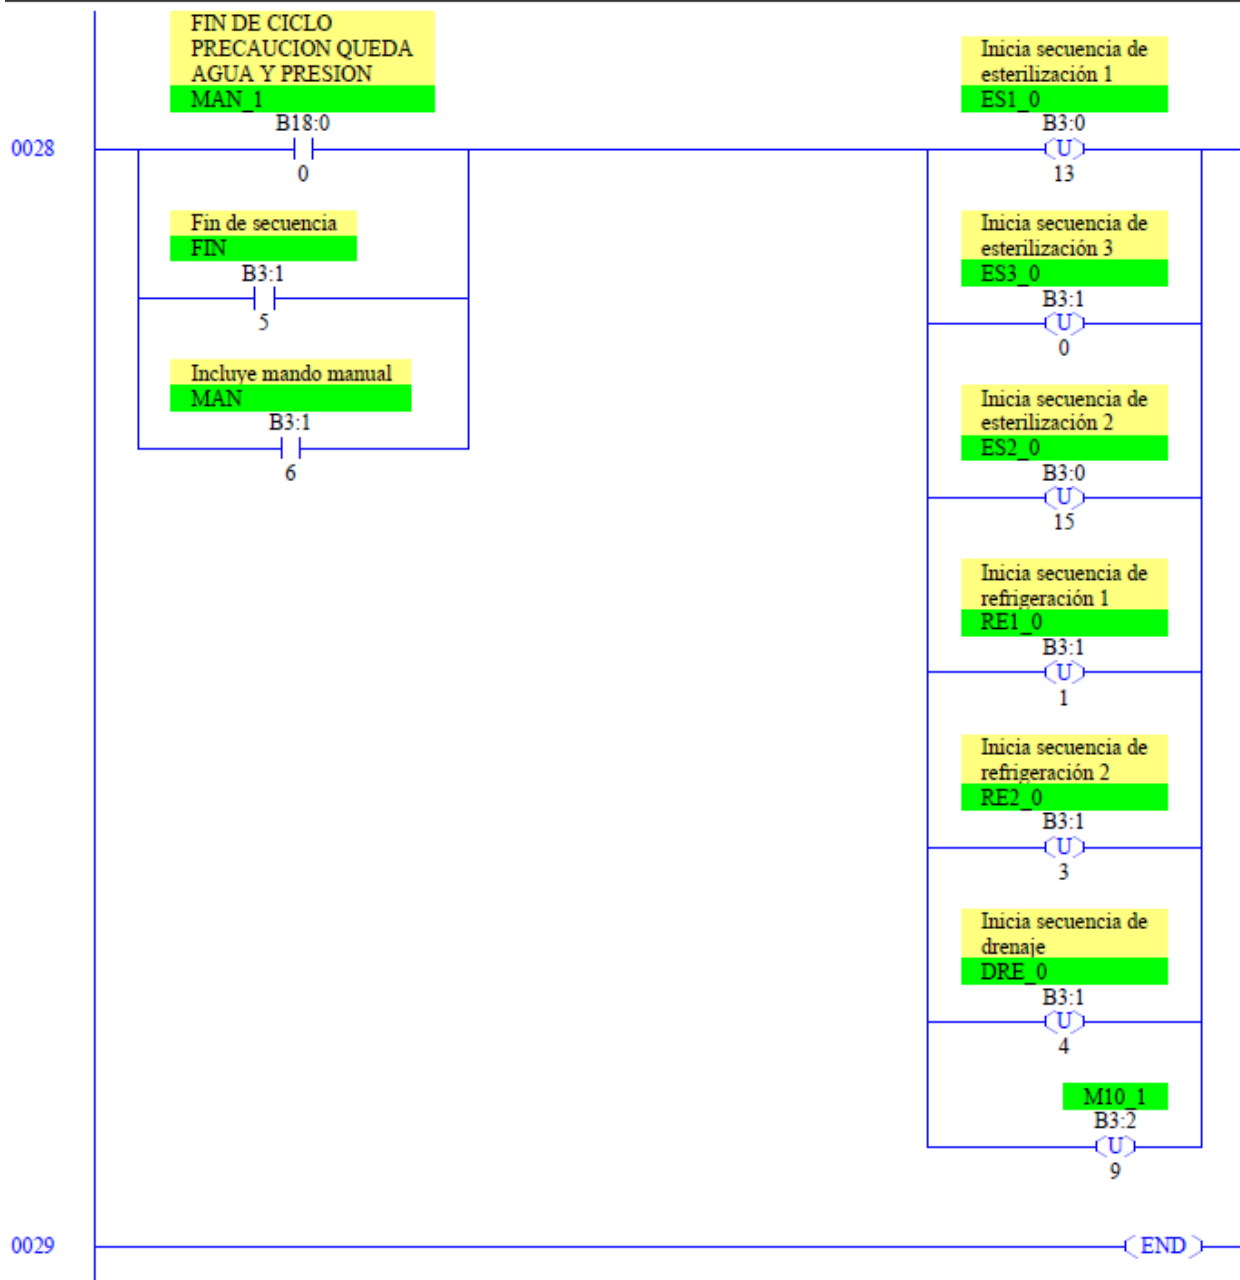 FIN DE CICLO
PRECAUCION QUEDA
AGUA Y PRESION
MAN_1
B18:0
0028
0
Fin de secuencia
FIN
B3:1
5
Incluye mando manual
MAN
B3:1
6
Inicia secuencia de
esterilización 1
ES1_0
B3:0
U
13
Inicia secuencia de
esterilización 3
ES3_0
B3:1
U
0
Inicia secuencia de
esterilización 2
ES2_0
B3:0
U
15
Inicia secuencia de
refrigeración 1
RE1_0
B3:1
U
1
Inicia secuencia de
refrigeración 2
RE2_0
B3:1
U
3
Inicia secuencia de
drenaje
DRE_0
B3:1
U
4
M10_1
B3:2
U
9
0029
END